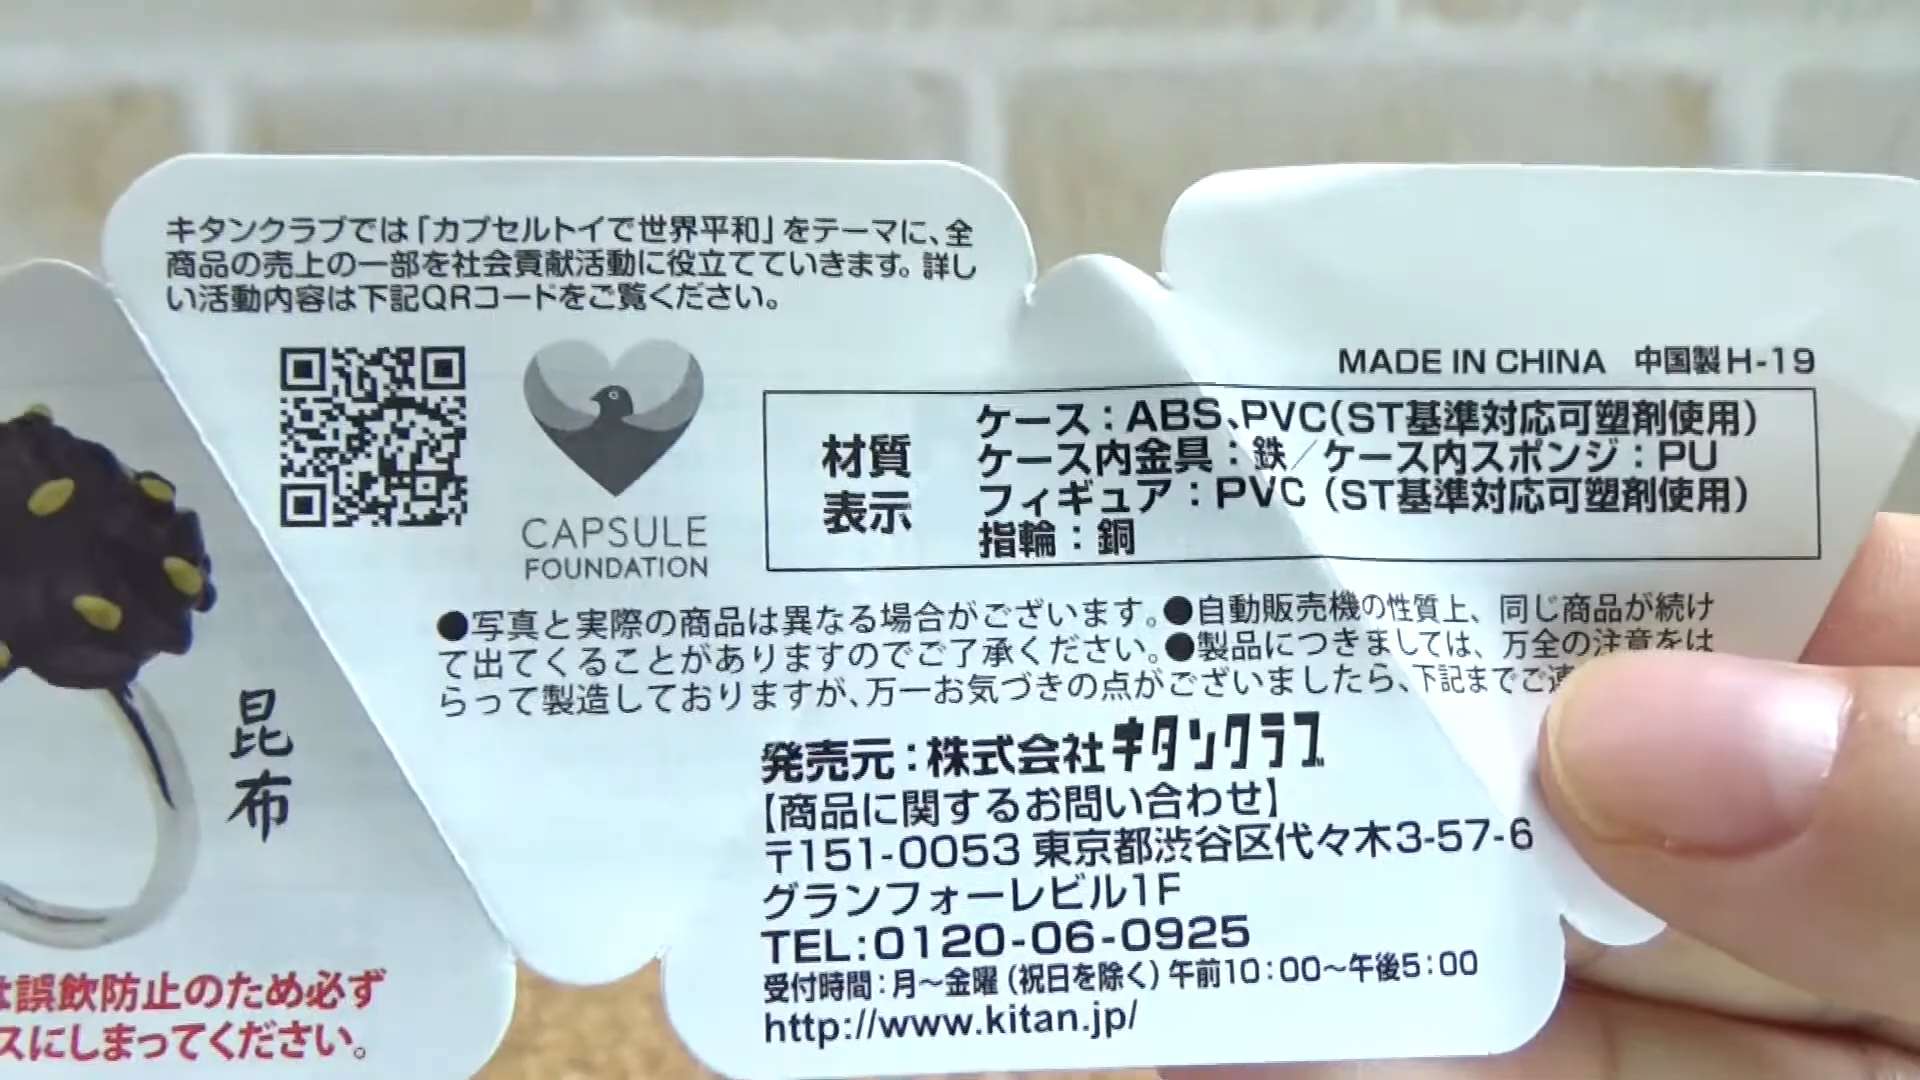 キタンクラブでは「カプセルトイで世界平和」をテーマに、全
商品の売上の一部を社会貢献活動に役立てていきます。詳し
い活動内容は下記QRコードをご覧ください。
CAPSULE
FOUNDATION
MADE IN CHINA 中国製 H-19
材質
表示
ケース：ABS、PVC（ST基準対応可塑剤使用）
ケース内金具：鉄／ケース内スポンジ：PU
フィギュア：PVC（ST基準対応可塑剤使用）
指輪：銅
●写真と実際の商品は異なる場合がございます。●自動販売機の性質上、同じ商品が続け
て出てくることがありますのでご了承ください。●製品につきましては、万全の注意をは
らって製造しておりますが、万一お気づきの点がございましたら、下記までご連
発売元：株式会社キタンクラブ
【商品に関するお問い合わせ】
〒151-0053 東京都渋谷区代々木3-57-6
グランフォーレビル1F
TEL:0120-06-0925
受付時間：月～金曜（祝日を除く）午前10：00～午後5：00
http://www.kitan.jp/
昆布
は誤飲防止のため必ず
スにしまってください。